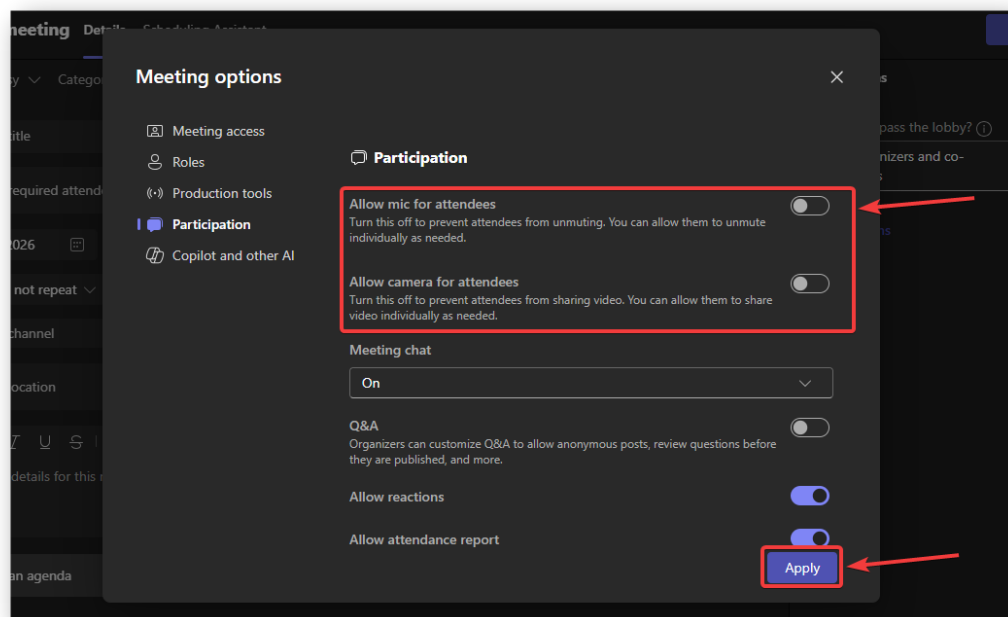 Details
Meeting options
Meeting access
Roles
Production tools
Participation
Copilot and other AI
Participation
Allow mic for attendees
Turn this off to prevent attendees from unmuting. You can allow them to unmute
individually as needed.
Allow camera for attendees
Turn this off to prevent attendees from sharing video. You can allow them to share
video individually as needed.
Meeting chat
On
Q&A
Organizers can customize Q&A to allow anonymous posts, review questions before
they are published, and more.
Allow reactions
Allow attendance report
Apply
meeting
Scheduling Assistant
Catego
title
required attend
2026
not repeat
channel
ocation
I U S
details for this
an agenda
pass the lobby?
nizers and co-